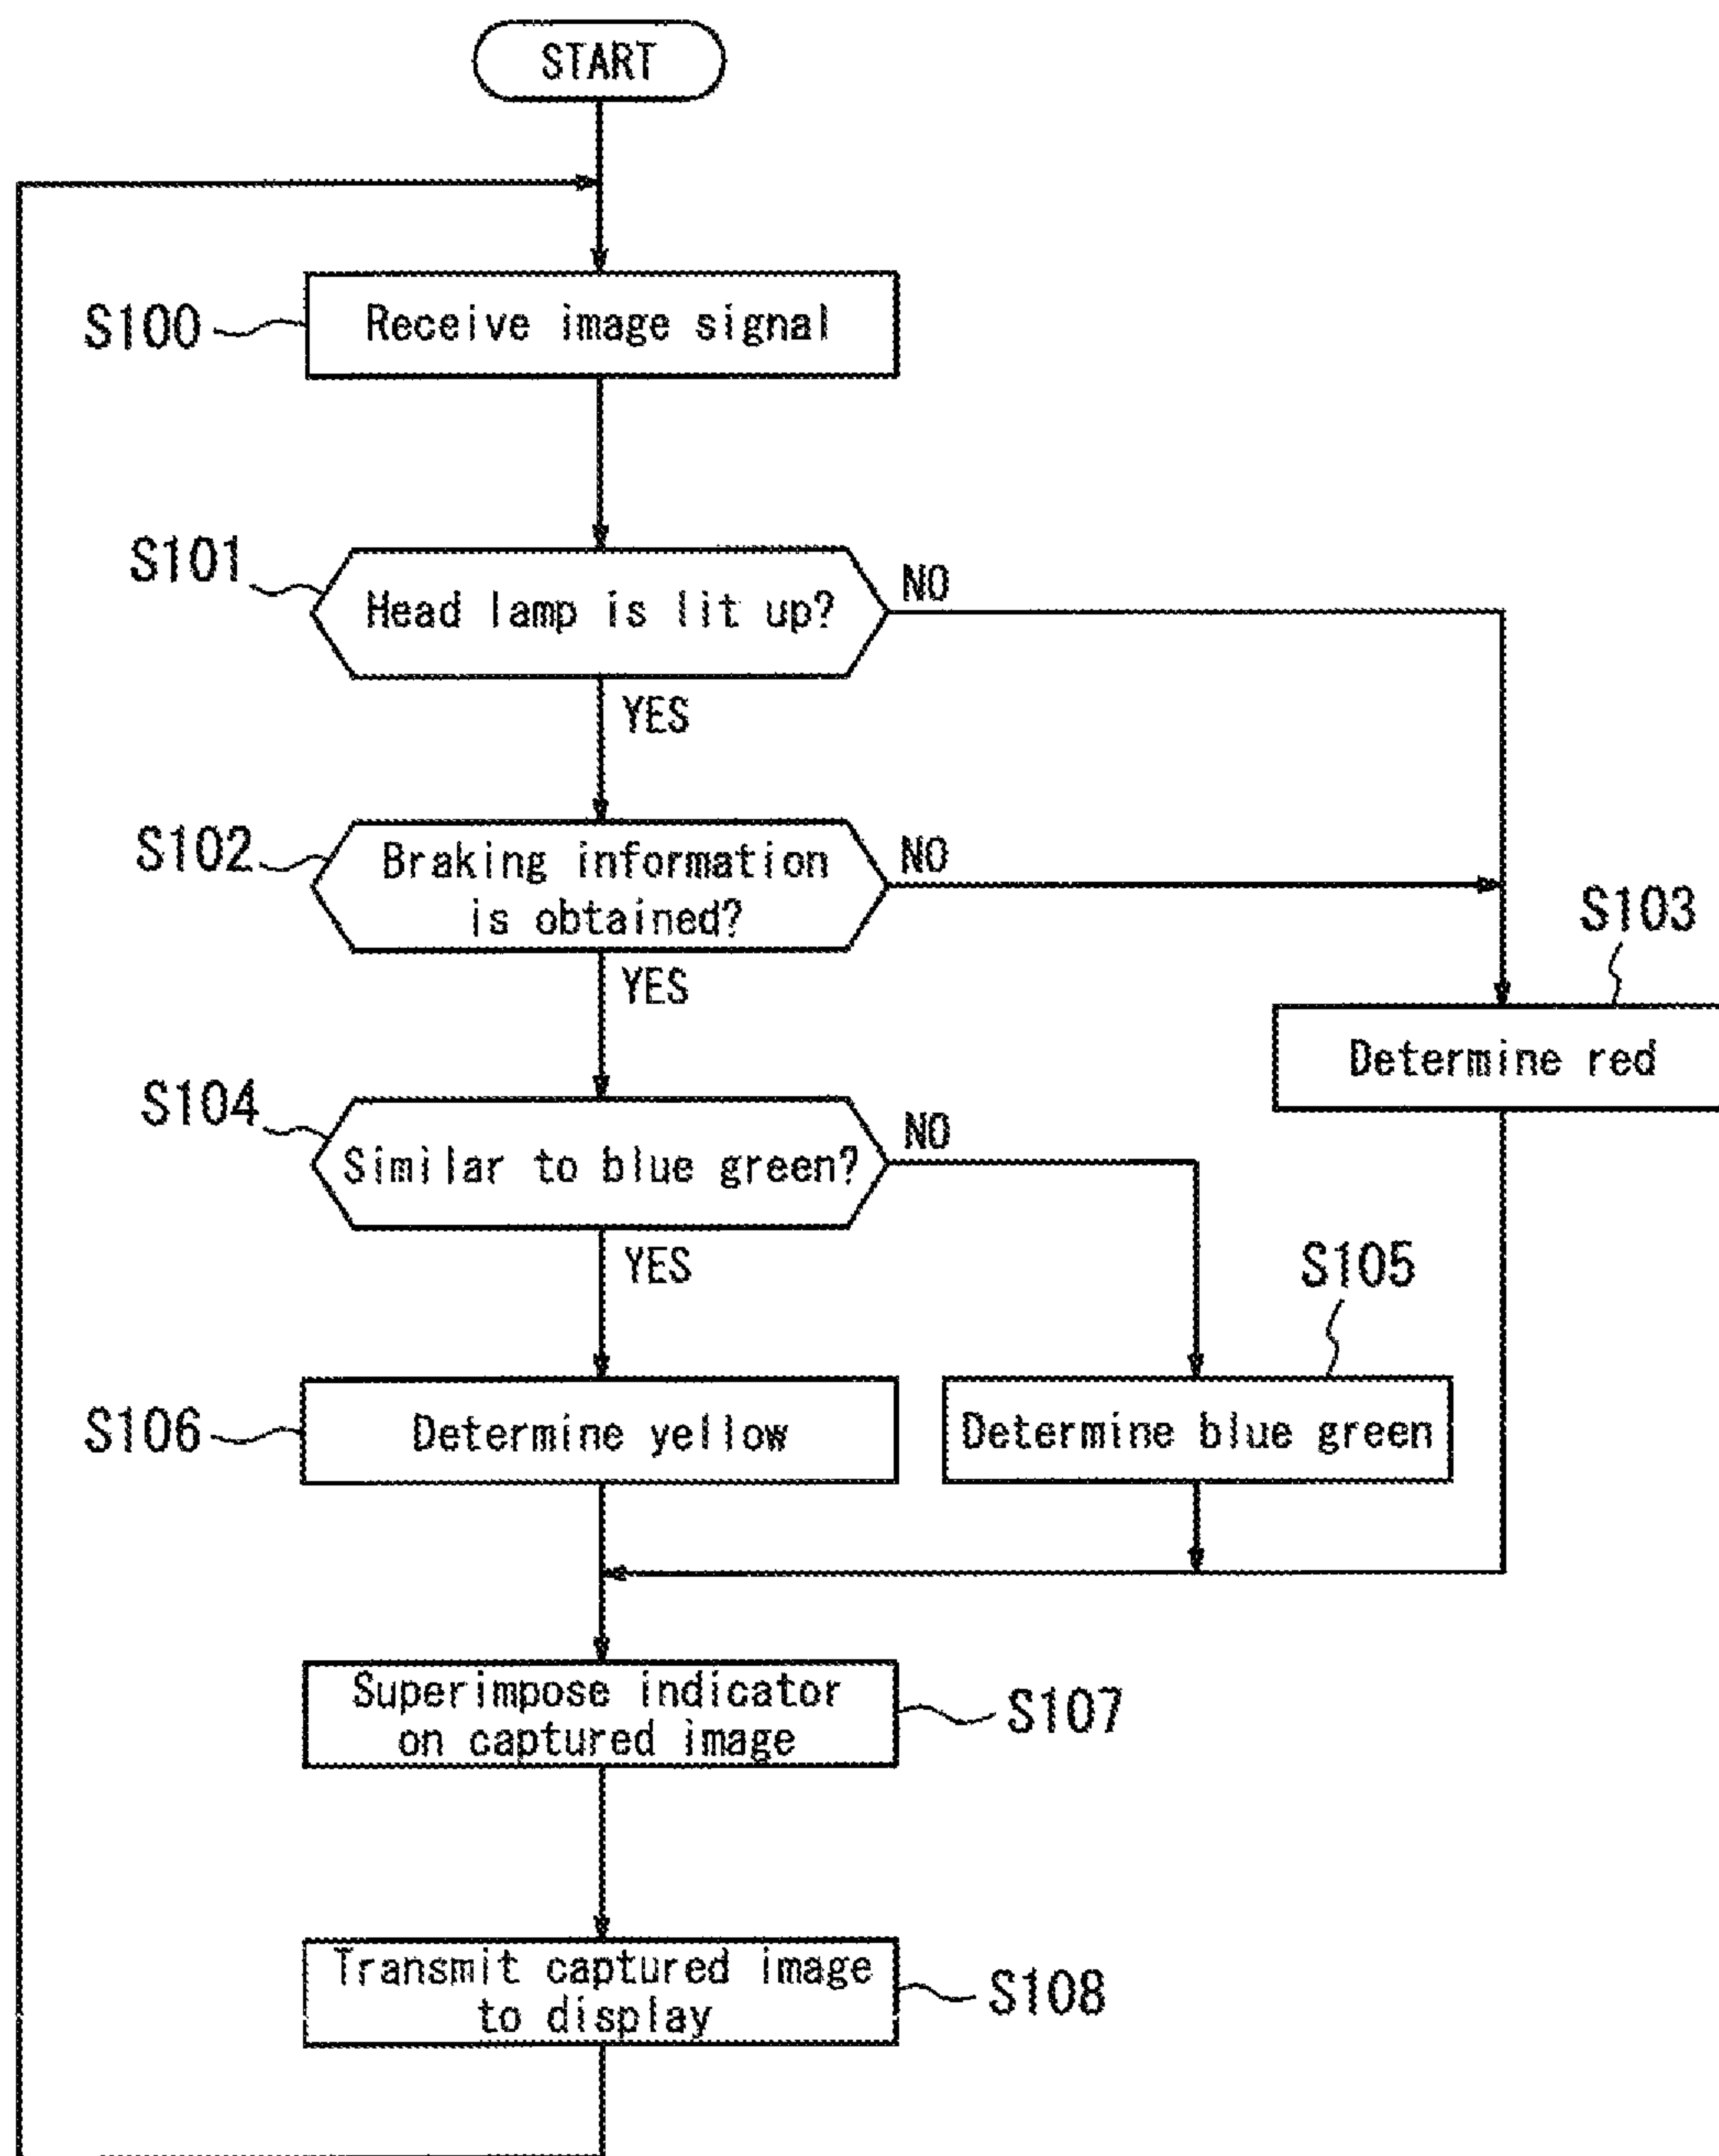 START
S100
Receive image signal
S101
Head lamp is lit up?
NO
YES
S102
Braking information
is obtained?
NO
YES
S103
Determine red
S104
Similar to blue green?
NO
YES
S105
S106
Determine yellow
Determine blue green
Superimpose indicator
on captured image
S107
Transmit captured image
to display
S108